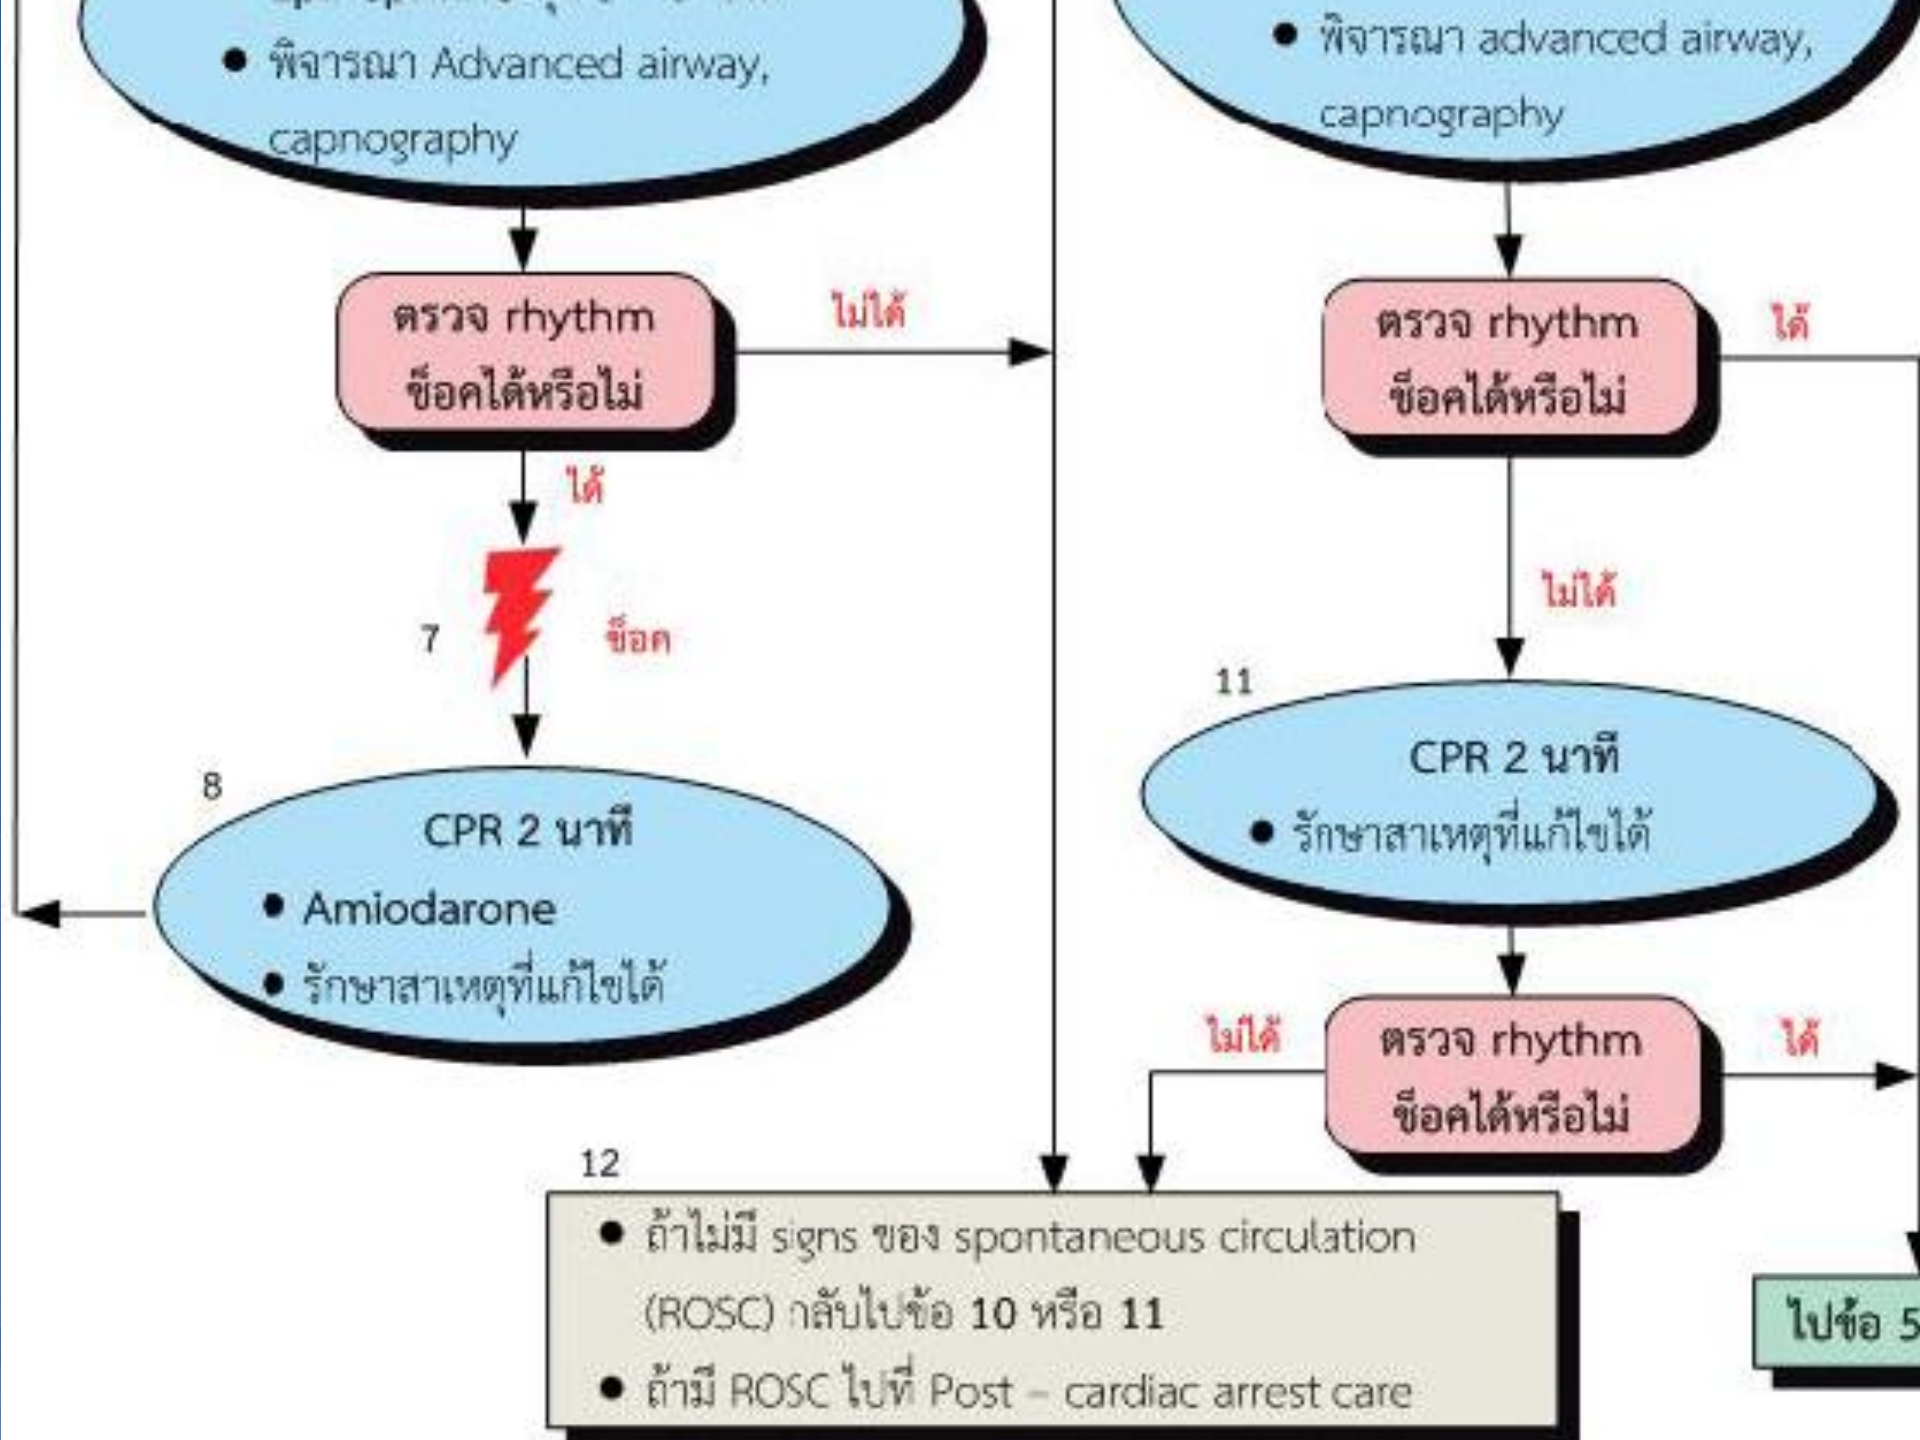 ● พิจารณา Advanced airway,
capnography
ตรวจ rhythm
ช็อคได้หรือไม่
ไม่ได้
ได้
7
ช็อค
8
CPR 2 นาที
● Amiodarone
● รักษาสาเหตุที่แก้ไขได้
● พิจารณา advanced airway,
capnography
ตรวจ rhythm
ช็อคได้หรือไม่
ได้
ไม่ได้
11
CPR 2 นาที
● รักษาสาเหตุที่แก้ไขได้
ไม่ได้
ตรวจ rhythm
ช็อคได้หรือไม่
ได้
12
● ถ้าไม่มี signs ของ spontaneous circulation
(ROSC) กลับไปข้อ 10 หรือ 11
● ถ้ามี ROSC ไปที่ Post – cardiac arrest care
ไปข้อ 5